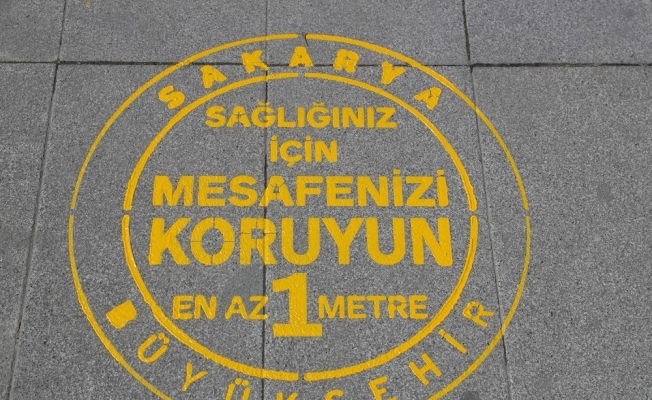 SAKARYA
SAĞLIĞINIZ
İÇİN
MESAFENİZİ
KORUYUN
EN AZ 1 METRE
BÜYÜKŞEHİR